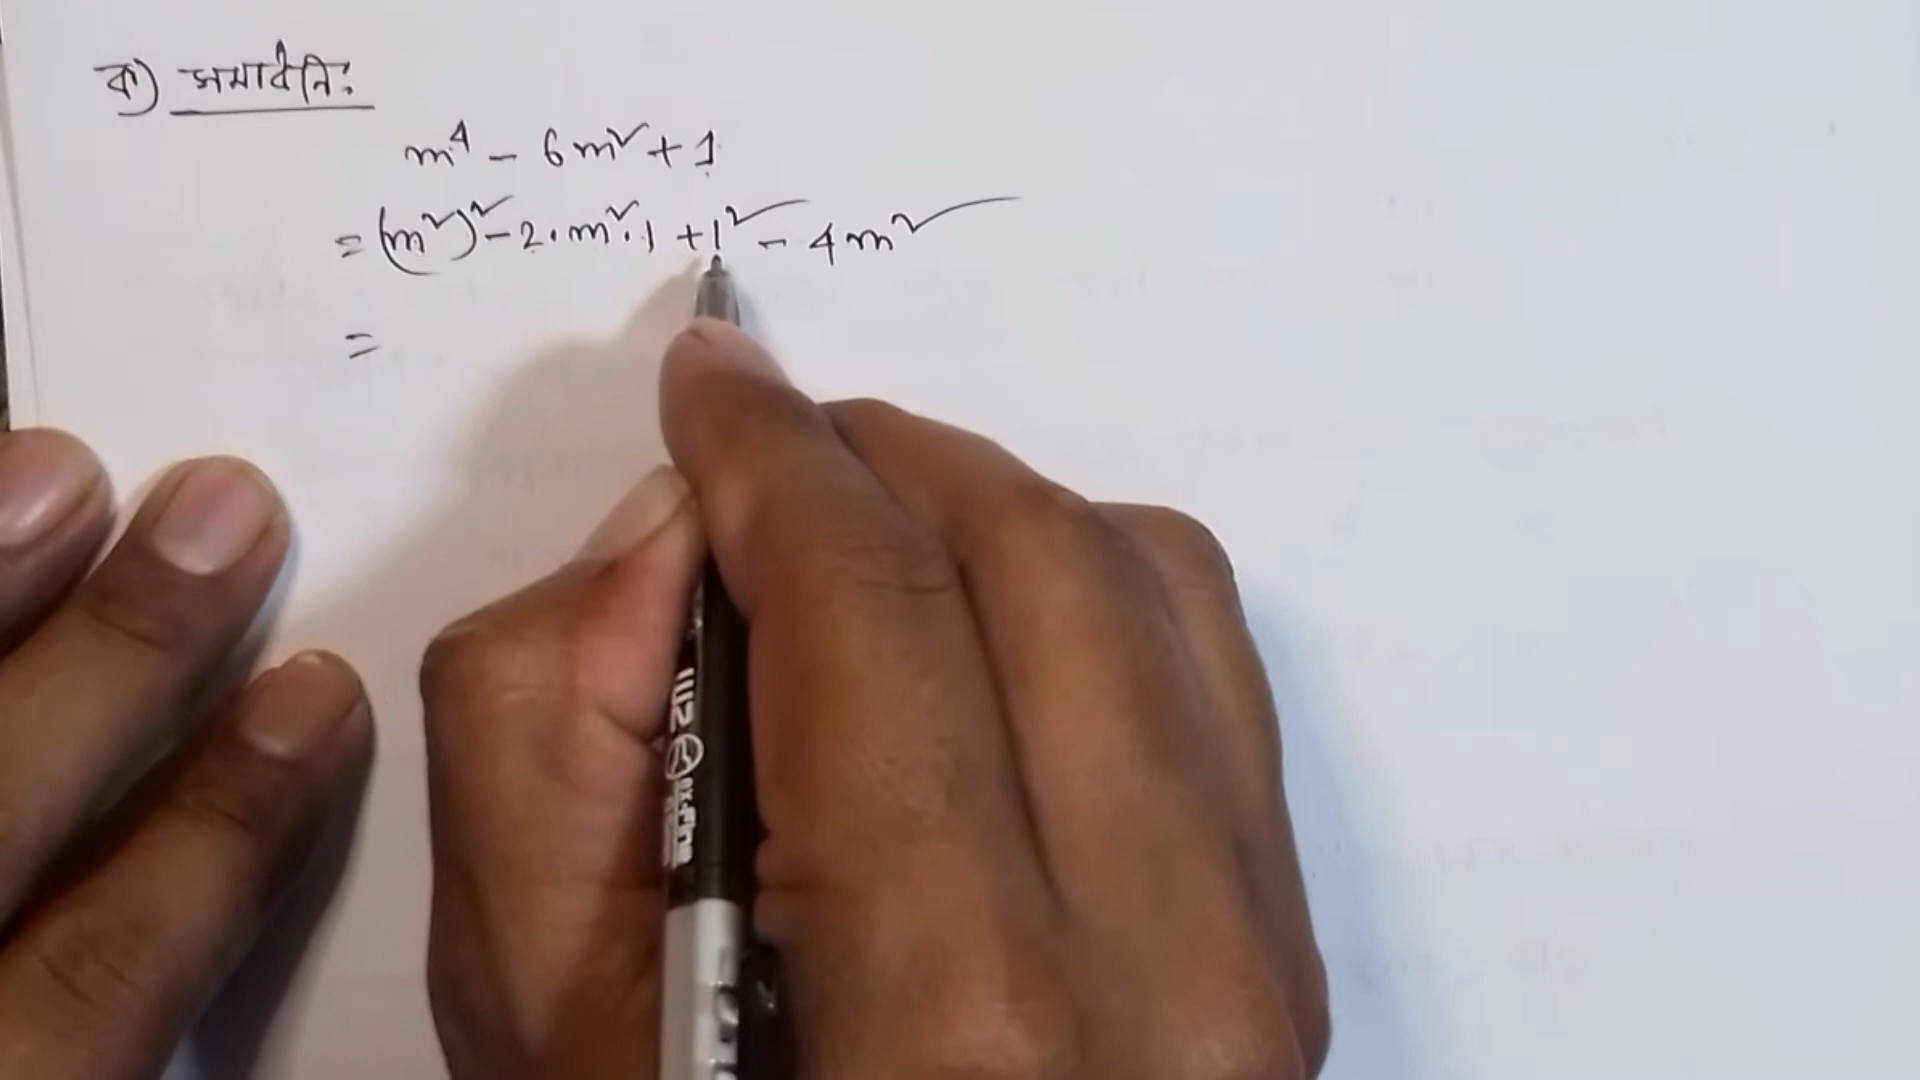 ক) সমাধান:
m⁴ - 6m² + 1
= (m²)² - 2·m²·1 + 1² - 4m²
=